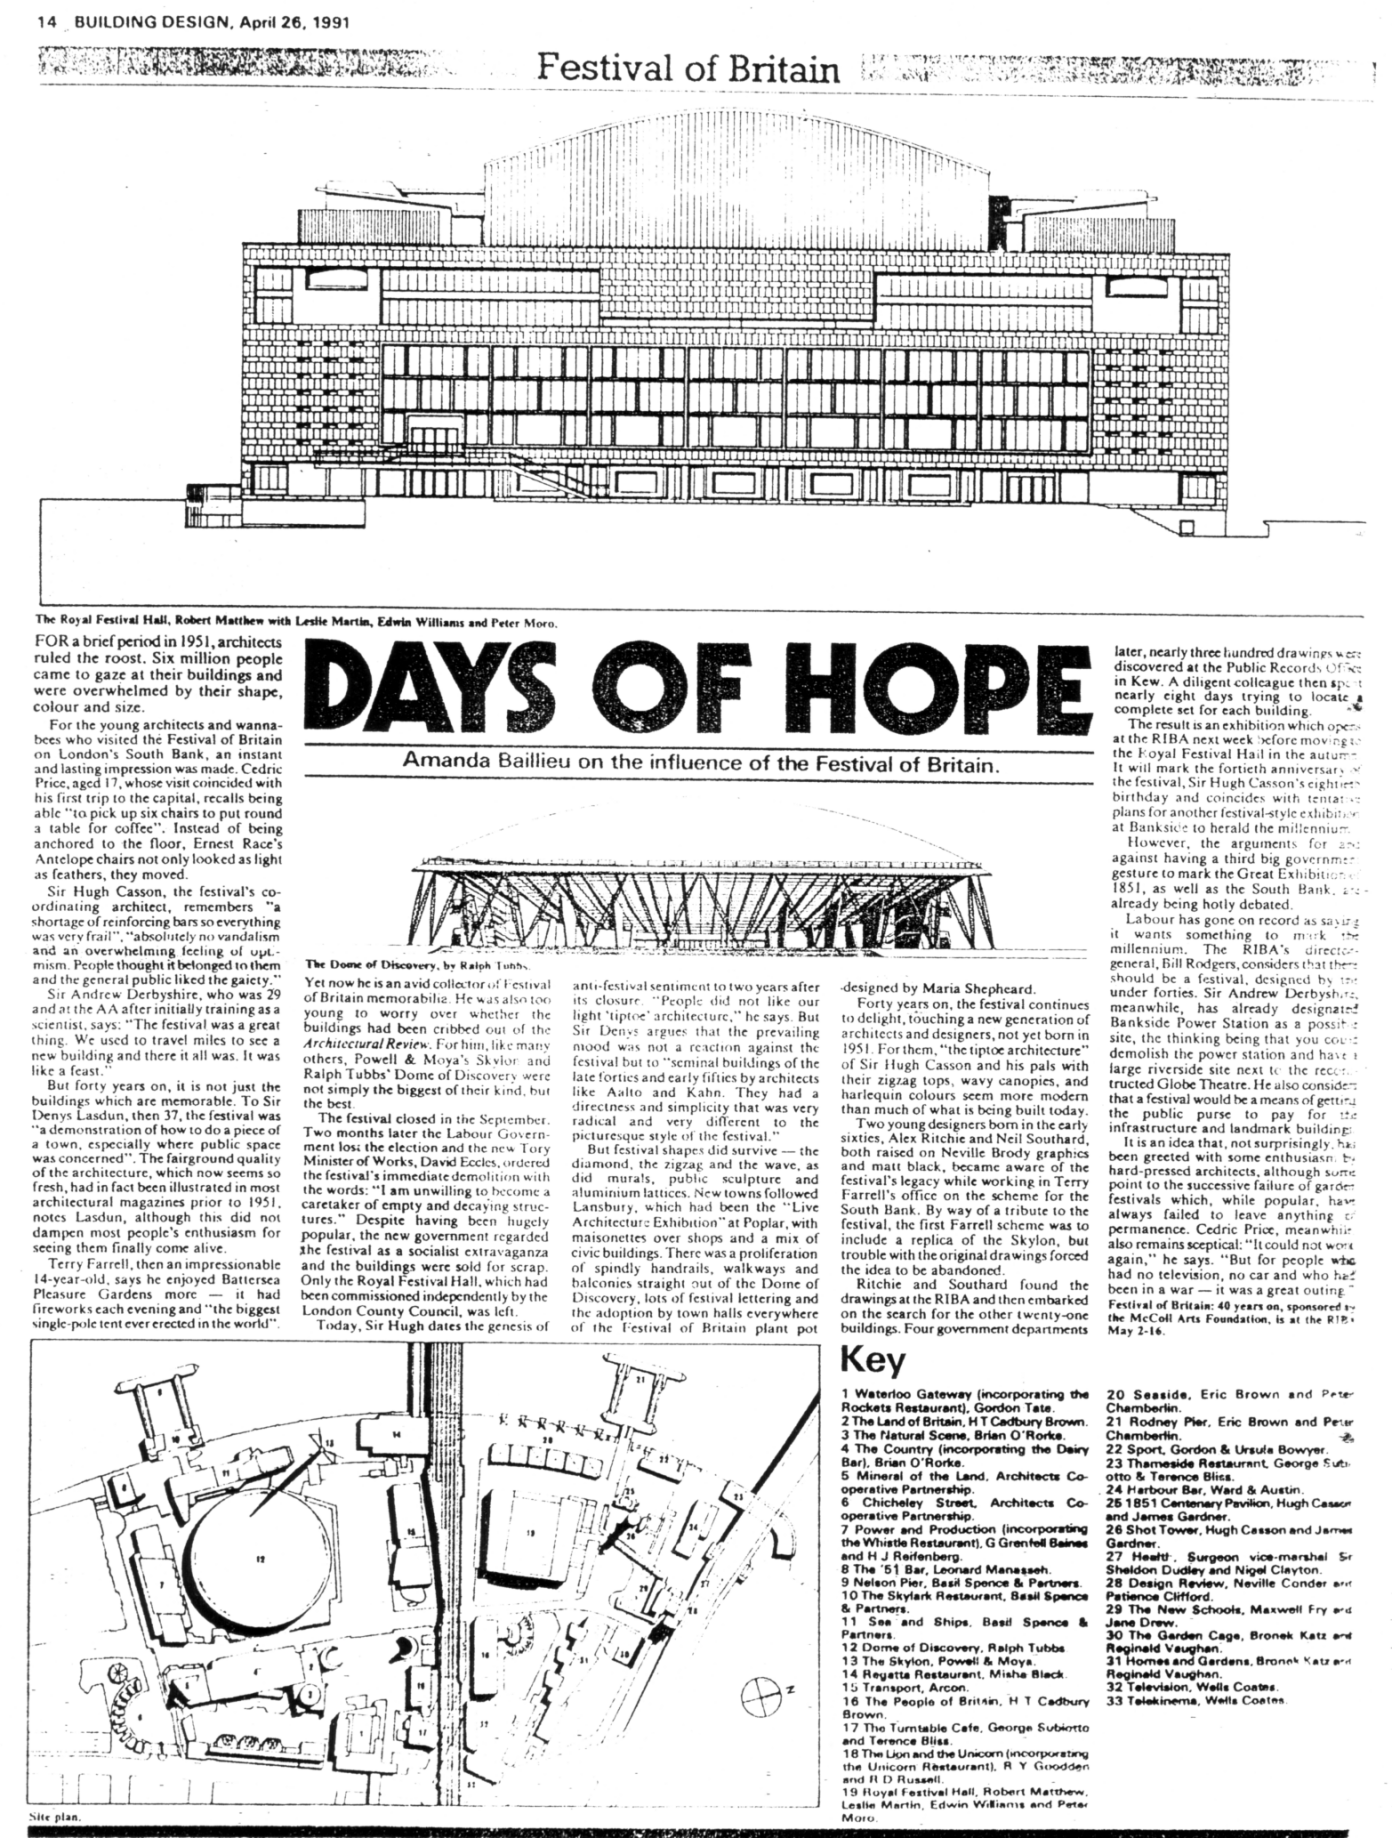 14 BUILDING DESIGN, April 26, 1991
Festival of Britain
The Royal Festival Hall, Robert Matthew with Leslie Martin, Edwin Williams and Peter Moro.
DAYS OF HOPE
Amanda Baillieu on the influence of the Festival of Britain.
FOR a brief period in 1951, architects
ruled the roost. Six million people
came to gaze at their buildings and
were overwhelmed by their shape,
colour and size.
For the young architects and wanna-
bees who visited the Festival of Britain
on London's South Bank, an instant
and lasting impression was made. Cedric
Price, aged 17, whose visit coincided with
his first trip to the capital, recalls being
able "to pick up six chairs to put round
a table for coffee". Instead of being
anchored to the floor, Ernest Race's
Antelope chairs not only looked as light
as feathers, they moved.
Sir Hugh Casson, the festival's co-
ordinating architect, remembers "a
shortage of reinforcing bars so everything
was very frail", "absolutely no vandalism
and an overwhelming feeling of opt-
mism. People thought it belonged to them
and the general public liked the gaiety."
Sir Andrew Derbyshire, who was 29
and at the AA after initially training as a
scientist, says: "The festival was a great
thing. We used to travel miles to see a
new building and there it all was. It was
like a feast."
But forty years on, it is not just the
buildings which are memorable. To Sir
Denys Lasdun, then 37, the festival was
"a demonstration of how to do a piece of
a town, especially where public space
was concerned". The fairground quality
of the architecture, which now seems so
fresh, had in fact been illustrated in most
architectural magazines prior to 1951,
notes Lasdun, although this did not
dampen most people's enthusiasm for
seeing them finally come alive.
Terry Farrell, then an impressionable
14-year-old, says he enjoyed Battersea
Pleasure Gardens more — it had
fireworks each evening and "the biggest
single-pole tent ever erected in the world".
The Dome of Discovery, by Ralph Tubbs.
Yet now he is an avid collector of Festival
of Britain memorabilia. He was also too
young to worry over whether the
buildings had been cribbed out of the
Architectural Review. For him, like many
others, Powell & Moya's Skylon and
Ralph Tubbs' Dome of Discovery were
not simply the biggest of their kind, but
the best.
The festival closed in the September.
Two months later the Labour Govern-
ment lost the election and the new Tory
Minister of Works, David Eccles, ordered
the festival's immediate demolition with
the words: "I am unwilling to become a
caretaker of empty and decaying struc-
tures." Despite having been hugely
popular, the new government regarded
the festival as a socialist extravaganza
and the buildings were sold for scrap.
Only the Royal Festival Hall, which had
been commissioned independently by the
London County Council, was left.
Today, Sir Hugh dates the genesis of
anti-festival sentiment to two years after
its closure. "People did not like our
light 'tiptoe' architecture," he says. But
Sir Denys argues that the prevailing
mood was not a reaction against the
festival but to "seminal buildings of the
late forties and early fifties by architects
like Aalto and Kahn. They had a
directness and simplicity that was very
radical and very different to the
picturesque style of the festival."
But festival shapes did survive — the
diamond, the zigzag and the wave, as
did murals, public sculpture and
aluminium lattices. New towns followed
Lansbury, which had been the "Live
Architecture Exhibition" at Poplar, with
maisonettes over shops and a mix of
civic buildings. There was a proliferation
of spindly handrails, walkways and
balconies straight out of the Dome of
Discovery, lots of festival lettering and
the adoption by town halls everywhere
of the Festival of Britain plant pot
designed by Maria Shepheard.
Forty years on, the festival continues
to delight, touching a new generation of
architects and designers, not yet born in
1951. For them, "the tiptoe architecture"
of Sir Hugh Casson and his pals with
their zigzag tops, wavy canopies, and
harlequin colours seem more modern
than much of what is being built today.
Two young designers born in the early
sixties, Alex Ritchie and Neil Southard,
both raised on Neville Brody graphics
and matt black, became aware of the
festival's legacy while working in Terry
Farrell's office on the scheme for the
South Bank. By way of a tribute to the
festival, the first Farrell scheme was to
include a replica of the Skylon, but
trouble with the original drawings forced
the idea to be abandoned.
Ritchie and Southard found the
drawings at the RIBA and then embarked
on the search for the other twenty-one
buildings. Four government departments
later, nearly three hundred drawings were
discovered at the Public Records Office
in Kew. A diligent colleague then spent
nearly eight days trying to locate a
complete set for each building.
The result is an exhibition which opens
at the RIBA next week before moving to
the Royal Festival Hall in the autumn.
It will mark the fortieth anniversary of
the festival, Sir Hugh Casson's eightieth
birthday and coincides with tentative
plans for another festival-style exhibition
at Bankside to herald the millennium.
However, the arguments for and
against having a third big government
gesture to mark the Great Exhibition of
1851, as well as the South Bank, are
already being hotly debated.
Labour has gone on record as saying
it wants something to mark the
millennium. The RIBA's director-
general, Bill Rodgers, considers that there
should be a festival, designed by the
under forties. Sir Andrew Derbyshire,
meanwhile, has already designated
Bankside Power Station as a possible
site, the thinking being that you could
demolish the power station and have a
large riverside site next to the recons-
tructed Globe Theatre. He also considers
that a festival would be a means of getting
the public purse to pay for the
infrastructure and landmark buildings.
It is an idea that, not surprisingly, has
been greeted with some enthusiasm by
hard-pressed architects, although some
point to the successive failure of garden
festivals which, while popular, have
always failed to leave anything of
permanence. Cedric Price, meanwhile
also remains sceptical: "It could not work
again," he says. "But for people who
had no television, no car and who had
been in a war — it was a great outing."
Festival of Britain: 40 years on, sponsored by
the McColl Arts Foundation, is at the RIBA
May 2-16.
Site plan.
Key
1 Waterloo Gateway (incorporating the
Rockets Restaurant), Gordon Tate.
2 The Land of Britain, H T Cadbury Brown.
3 The Natural Scene, Brian O'Rorke.
4 The Country (incorporating the Dairy
Bar), Brian O'Rorke.
5 Mineral of the Land, Architects Co-
operative Partnership.
6 Chicheley Street, Architects Co-
operative Partnership.
7 Power and Production (incorporating
the Whistle Restaurant), G Grenfell Baines
and H J Reifenberg.
8 The '51 Bar, Leonard Manasseh.
9 Nelson Pier, Basil Spence & Partners.
10 The Skylark Restaurant, Basil Spence
& Partners.
11 Sea and Ships, Basil Spence &
Partners.
12 Dome of Discovery, Ralph Tubbs
13 The Skylon, Powell & Moya.
14 Regatta Restaurant, Misha Black.
15 Transport, Arcon.
16 The People of Britain, H T Cadbury
Brown.
17 The Turntable Cafe, George Subiotto
and Terence Bliss.
18 The Lion and the Unicorn (incorporating
the Unicorn Restaurant), R Y Goodden
and R D Russell.
19 Royal Festival Hall, Robert Matthew,
Leslie Martin, Edwin Williams and Peter
Moro.
20 Seaside, Eric Brown and Peter
Chamberlin.
21 Rodney Pier, Eric Brown and Peter
Chamberlin.
22 Sport, Gordon & Ursula Bowyer.
23 Thameside Restaurant, George Subi-
otto & Terence Bliss.
24 Harbour Bar, Ward & Austin.
25 1851 Centenary Pavilion, Hugh Casson
and James Gardner.
26 Shot Tower, Hugh Casson and James
Gardner.
27 Health, Surgeon vice-marshal Sir
Sheldon Dudley and Nigel Clayton.
28 Design Review, Neville Conder and
Patience Clifford.
29 The New Schools, Maxwell Fry and
Jane Drew.
30 The Garden Cage, Bronek Katz and
Reginald Vaughan.
31 Homes and Gardens, Bronek Katz and
Reginald Vaughan.
32 Television, Wells Coates.
33 Telekinema, Wells Coates.